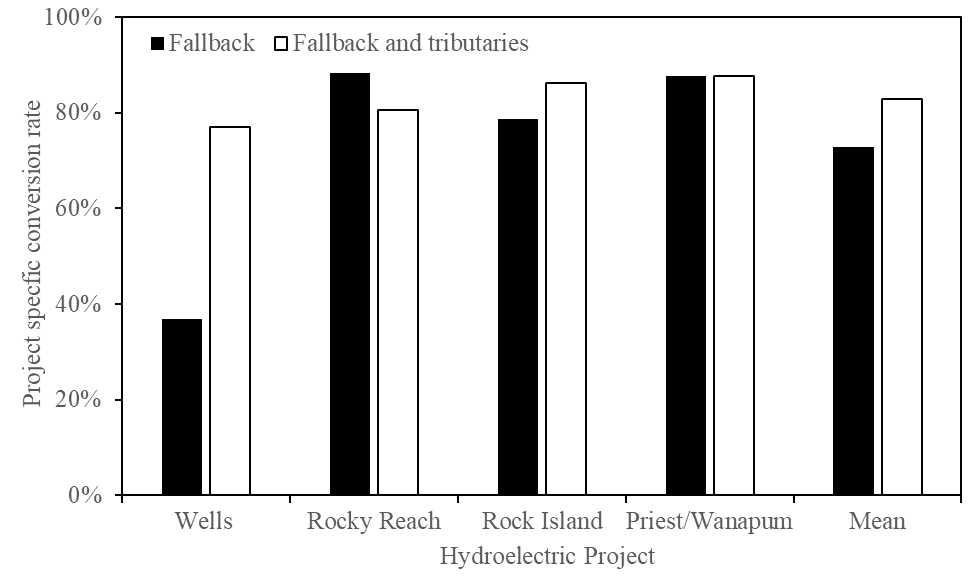 100%
Fallback
Fallback and tributaries
80%
60%
40%
20%
0%
Project specfic conversion rate
Wells
Rocky Reach
Rock Island
Priest/Wanapum
Mean
Hydroelectric Project